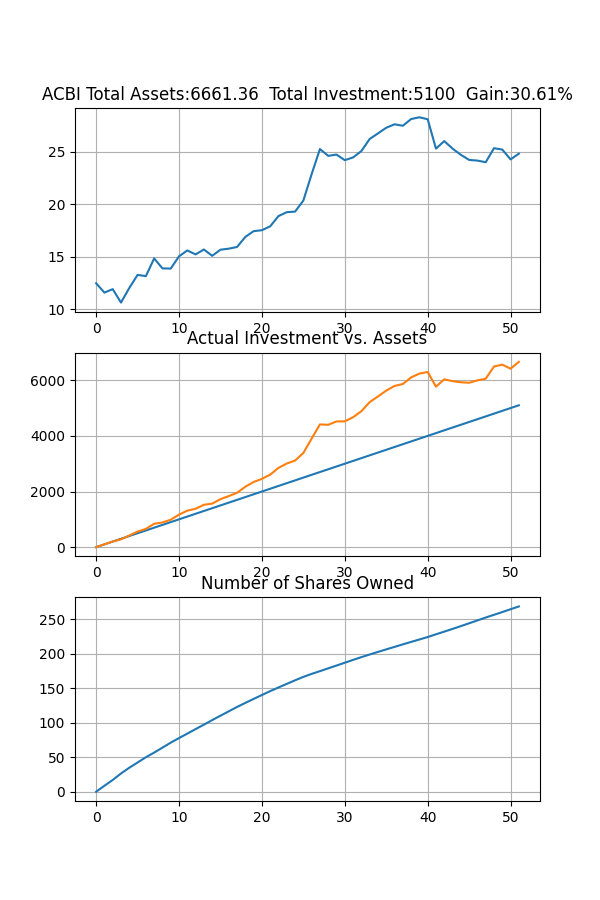 ACBI Total Assets:6661.36  Total Investment:5100  Gain:30.61%
25
20
15
10
0 10 20 30 40 50
Actual Investment vs. Assets
6000
4000
2000
0
0 10 20 30 40 50
Number of Shares Owned
250
200
150
100
50
0
0 10 20 30 40 50